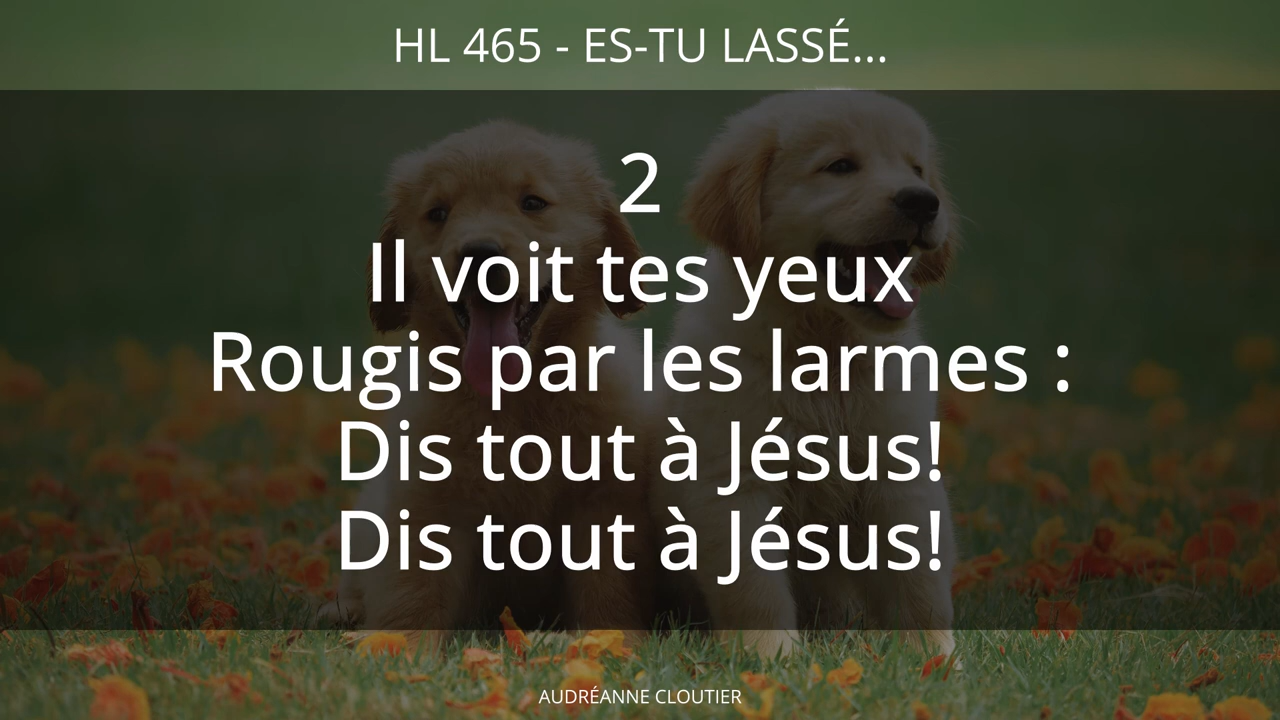 HL 465 - ES-TU LASSÉ...
2
Il voit tes yeux
Rougis par les larmes :
Dis tout à Jésus!
Dis tout à Jésus!
AUDRÉANNE CLOUTIER